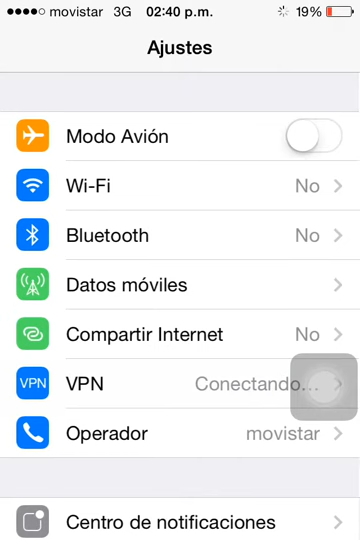 movistar 3G 02:40 p.m. 19%
Ajustes
Modo Avión
Wi-Fi No
Bluetooth No
Datos móviles
Compartir Internet No
VPN VPN Conectando...
Operador movistar
Centro de notificaciones